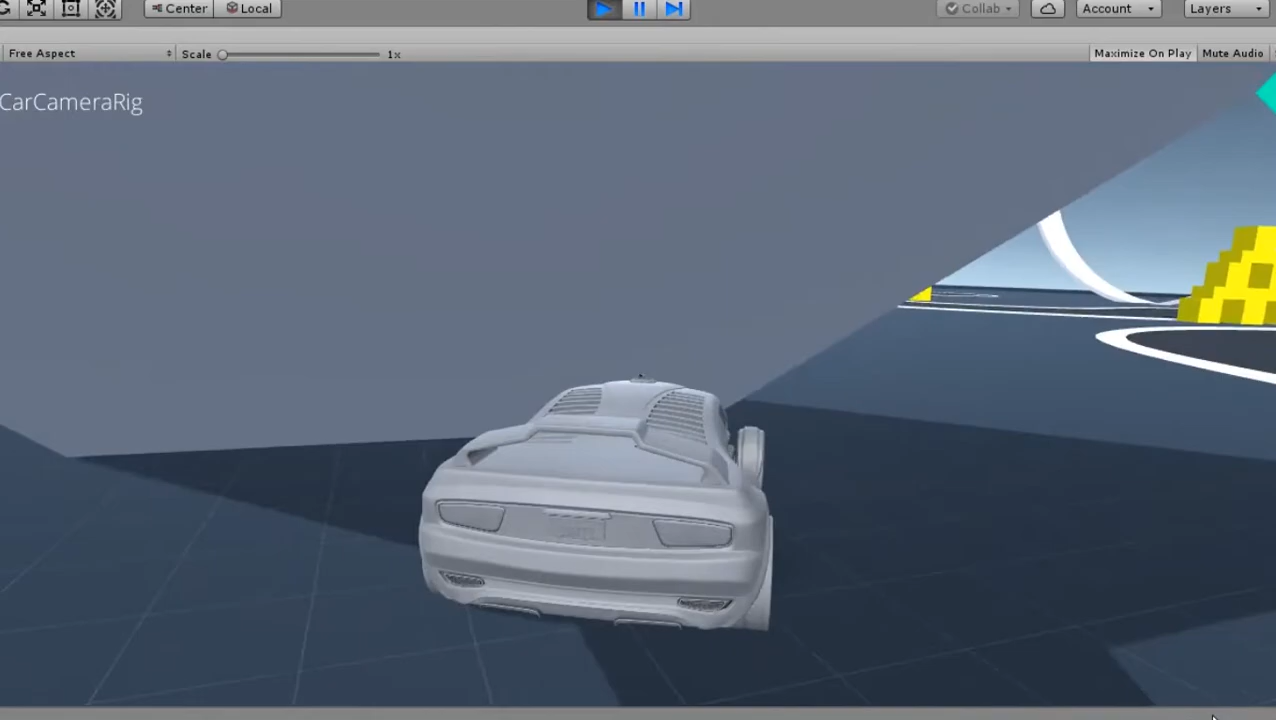 Center Local Collab Account Layers
Free Aspect Scale 1x Maximize On Play Mute Audio
CarCameraRig